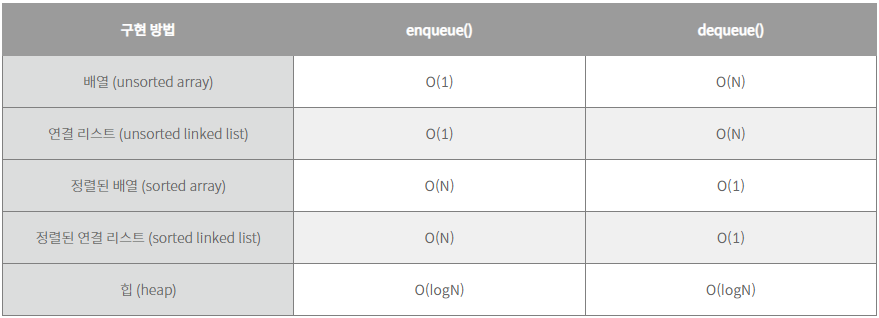 구현 방법 enqueue() dequeue()
배열 (unsorted array) O(1) O(N)
연결 리스트 (unsorted linked list) O(1) O(N)
정렬된 배열 (sorted array) O(N) O(1)
정렬된 연결 리스트 (sorted linked list) O(N) O(1)
힙 (heap) O(logN) O(logN)